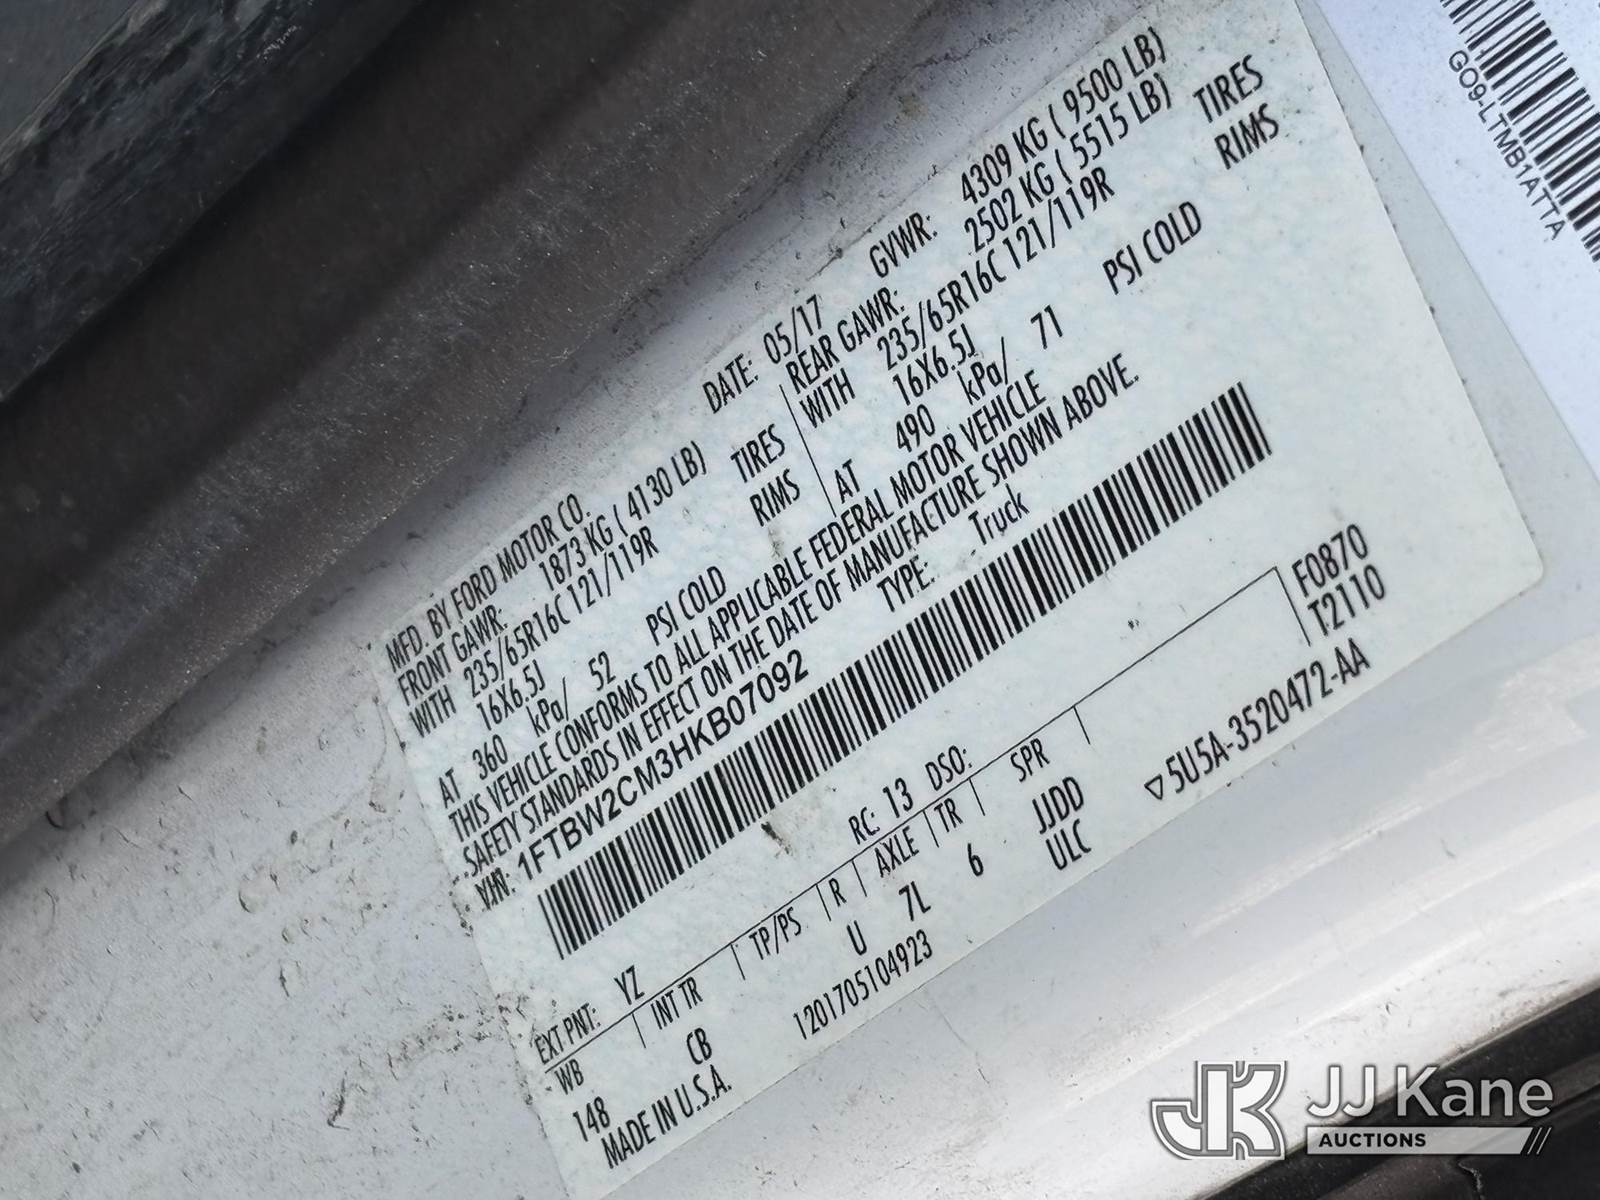 MFD. BY FORD MOTOR CO.
DATE: 05/17 GVWR: 4309 KG ( 9500 LB)
FRONT GAWR: 1873 KG ( 4130 LB) REAR GAWR: 2502 KG ( 5515 LB)
WITH 235/65R16C 121/119R TIRES WITH 235/65R16C 121/119R TIRES
16X6.5J RIMS 16X6.5J RIMS
AT 360 kPa/ 52 PSI COLD AT 490 kPa/ 71 PSI COLD
THIS VEHICLE CONFORMS TO ALL APPLICABLE FEDERAL MOTOR VEHICLE
SAFETY STANDARDS IN EFFECT ON THE DATE OF MANUFACTURE SHOWN ABOVE.
VIN: 1FTBW2CM3HKB07092 TYPE: Truck
F0870
T2110
EXT PNT: YZ RC: 13 DSO:
WB INT TR TP/PS R AXLE TR SPR
148 CB U 7L 6 JJDD
ULC
MADE IN U.S.A. 1201705104923 ▽5U5A-3520472-AA
GO9-LTMB1ATTA
JK JJ Kane
AUCTIONS